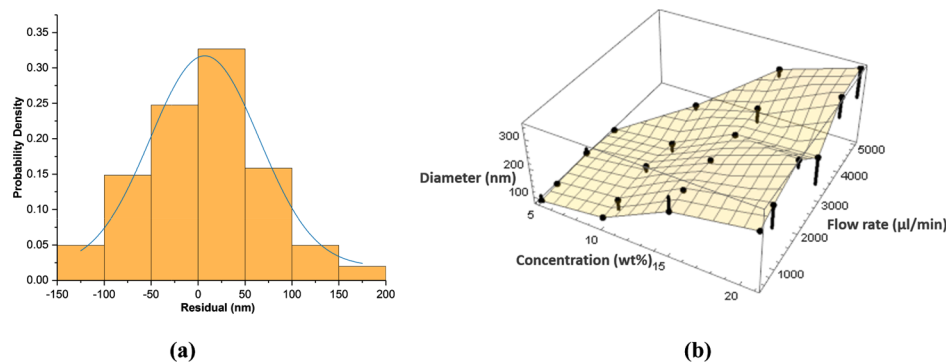 (a)
0.35
0.30
0.25
0.20
0.15
0.10
0.05
0.00
Probability Density
-150 -100 -50 0 50 100 150 200
Residual (nm)
(a)
(b)
300
200
100
Diameter (nm)
5
10
15
20
Concentration (wt%)
5000
4000
3000
2000
1000
Flow rate (µl/min)
(b)